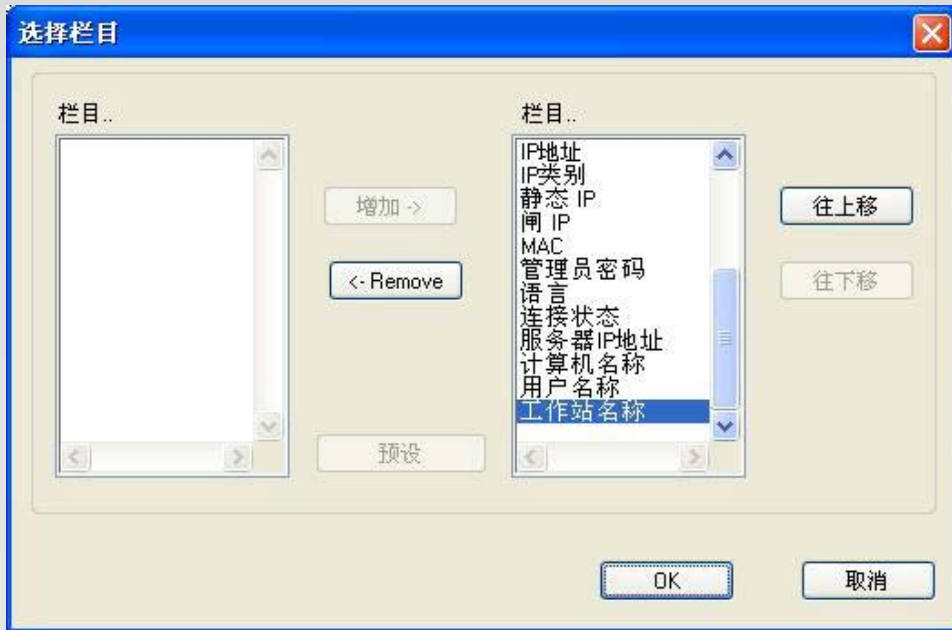 选择栏目
栏目..
增加 ->
<- Remove
预设
栏目..
IP地址
IP类别
静态 IP
闸 IP
MAC
管理员密码
语言
连接状态
服务器IP地址
计算机名称
用户名称
工作站名称
往上移
往下移
OK
取消